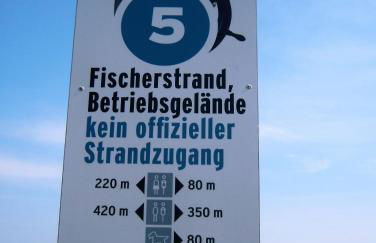 5
Fischerstrand,
Betriebsgelände
kein offizieller
Strandzugang
220 m 80 m
420 m 350 m
80 m